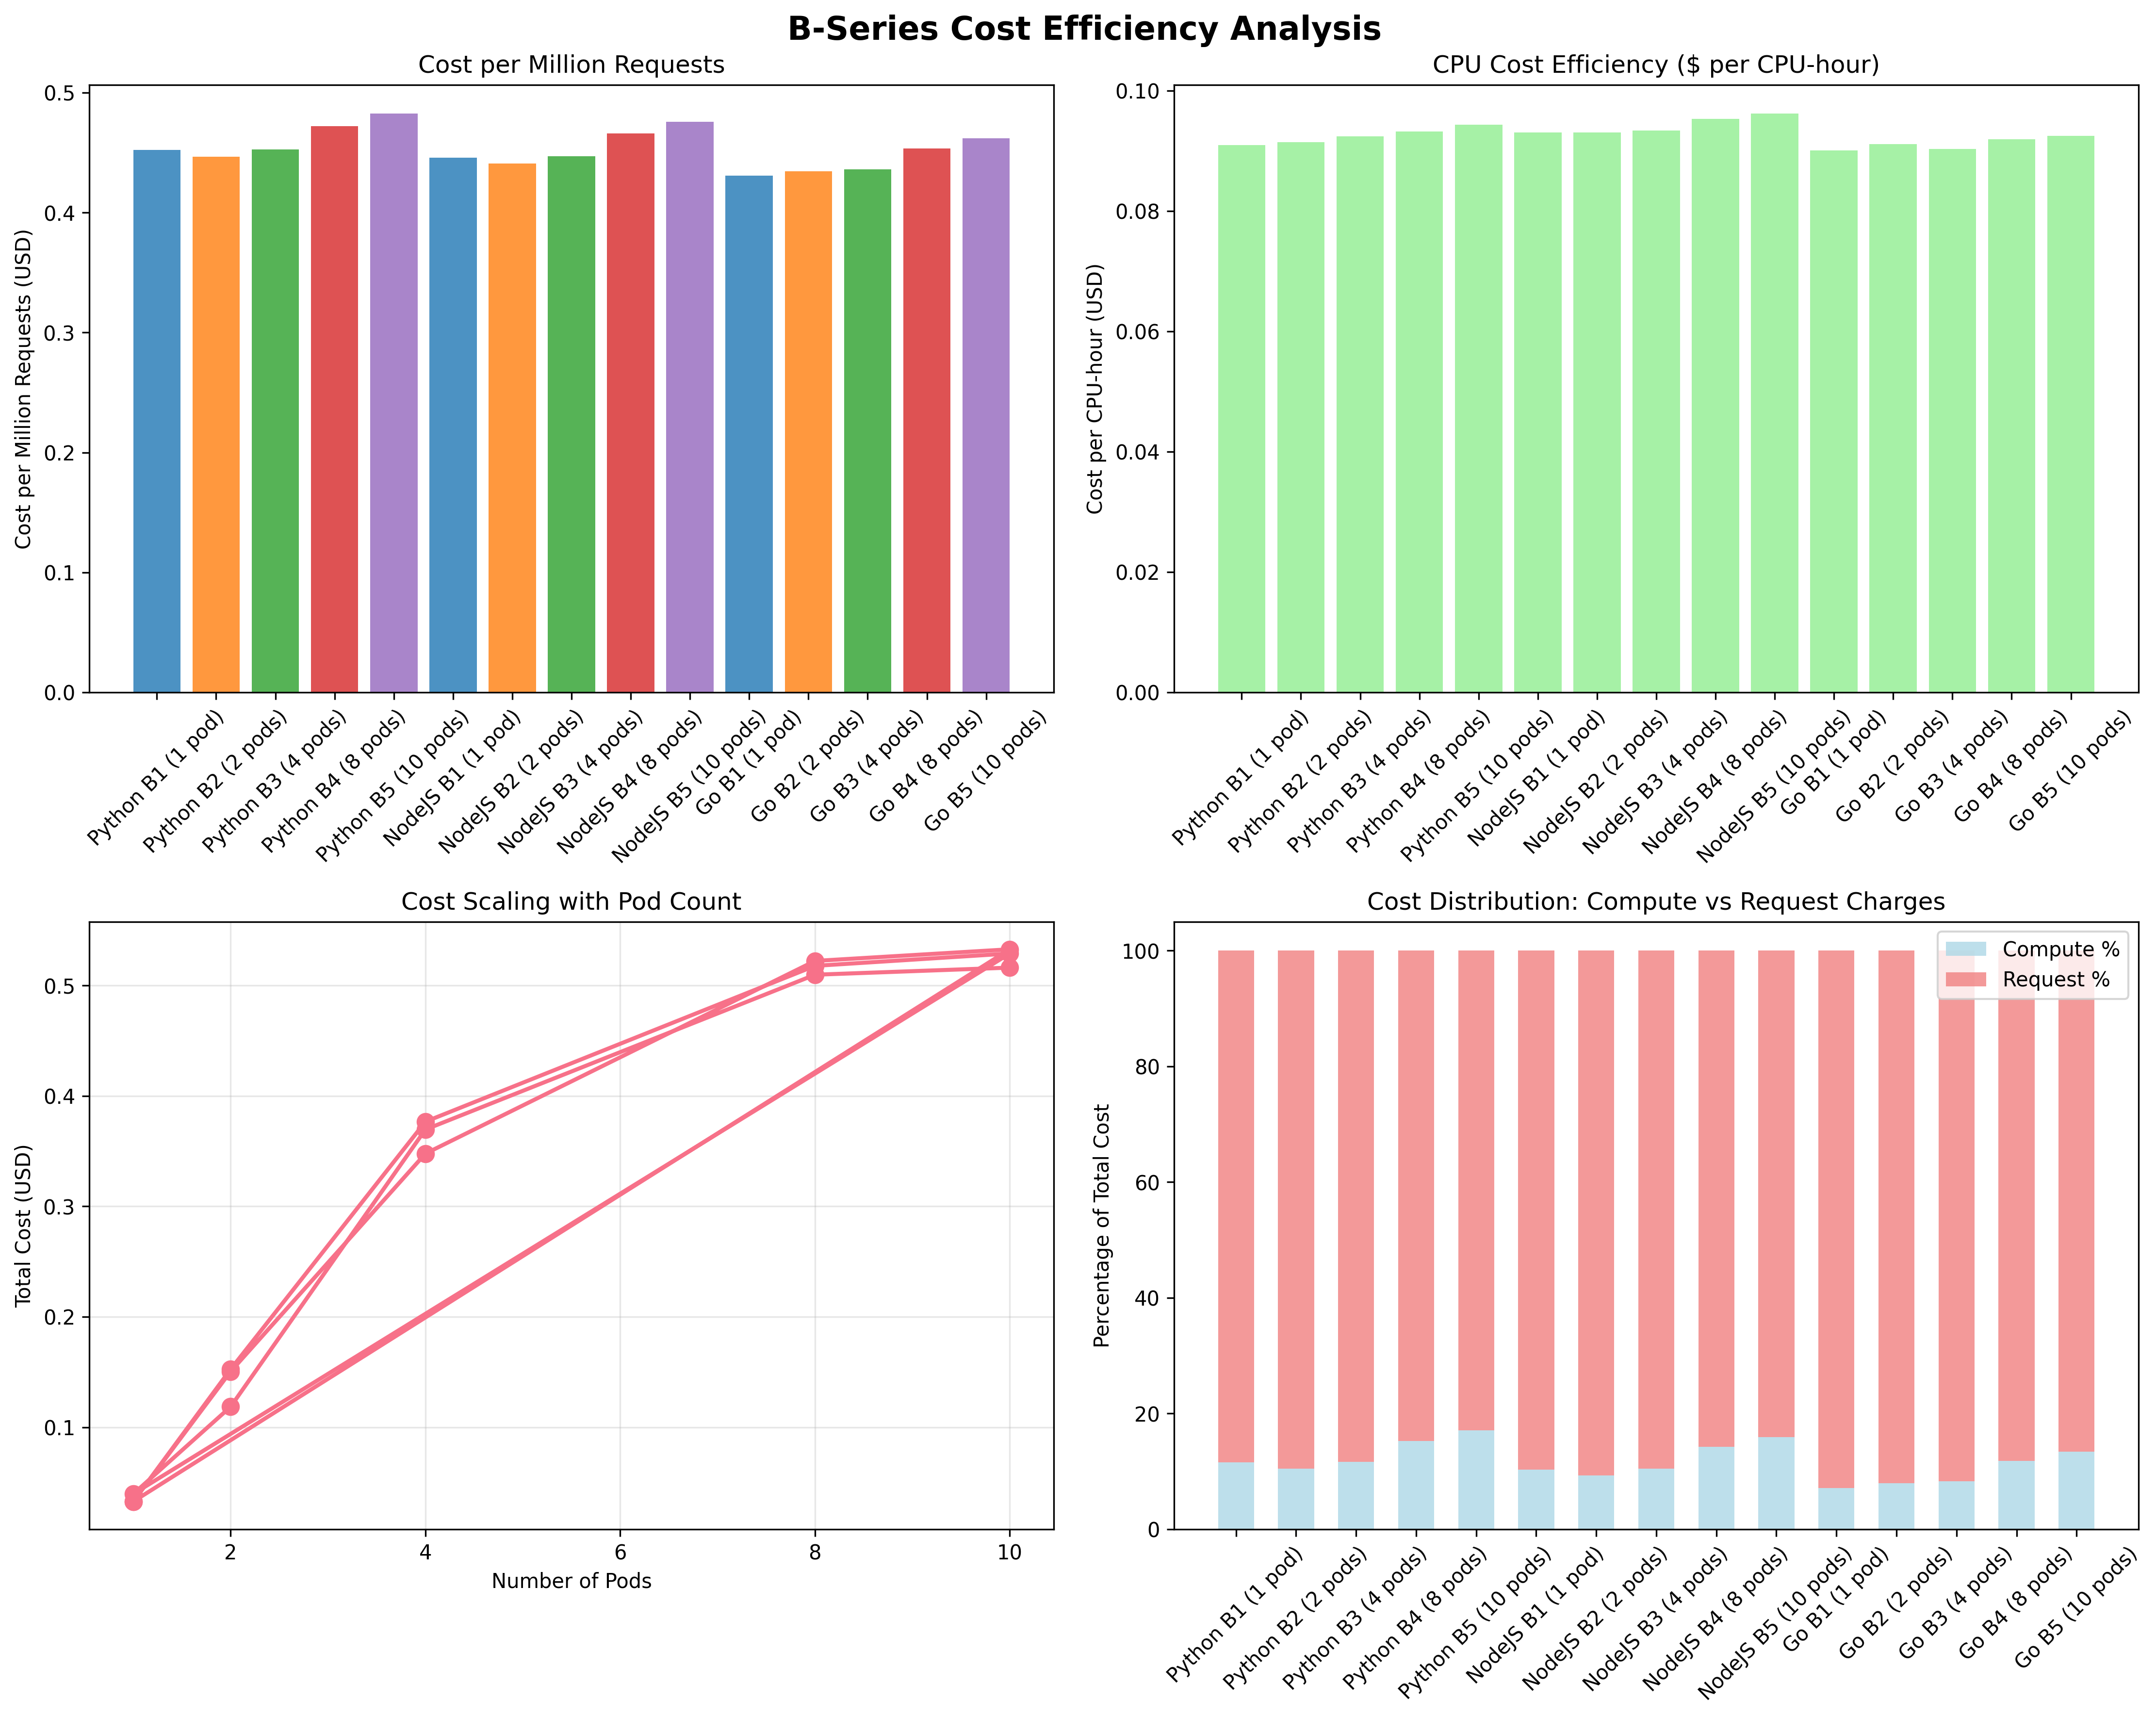 B-Series Cost Efficiency Analysis
Cost per Million Requests
Cost per Million Requests (USD)
0.5
0.4
0.3
0.2
0.1
0.0
Python B1 (1 pod)
Python B2 (2 pods)
Python B3 (4 pods)
Python B4 (8 pods)
Python B5 (10 pods)
NodeJS B1 (1 pod)
NodeJS B2 (2 pods)
NodeJS B3 (4 pods)
NodeJS B4 (8 pods)
NodeJS B5 (10 pods)
Go B1 (1 pod)
Go B2 (2 pods)
Go B3 (4 pods)
Go B4 (8 pods)
Go B5 (10 pods)
CPU Cost Efficiency ($ per CPU-hour)
Cost per CPU-hour (USD)
0.10
0.08
0.06
0.04
0.02
0.00
Python B1 (1 pod)
Python B2 (2 pods)
Python B3 (4 pods)
Python B4 (8 pods)
Python B5 (10 pods)
NodeJS B1 (1 pod)
NodeJS B2 (2 pods)
NodeJS B3 (4 pods)
NodeJS B4 (8 pods)
NodeJS B5 (10 pods)
Go B1 (1 pod)
Go B2 (2 pods)
Go B3 (4 pods)
Go B4 (8 pods)
Go B5 (10 pods)
Cost Scaling with Pod Count
Total Cost (USD)
0.5
0.4
0.3
0.2
0.1
2
4
6
8
10
Number of Pods
Cost Distribution: Compute vs Request Charges
Percentage of Total Cost
100
80
60
40
20
0
Compute %
Request %
Python B1 (1 pod)
Python B2 (2 pods)
Python B3 (4 pods)
Python B4 (8 pods)
Python B5 (10 pods)
NodeJS B1 (1 pod)
NodeJS B2 (2 pods)
NodeJS B3 (4 pods)
NodeJS B4 (8 pods)
NodeJS B5 (10 pods)
Go B1 (1 pod)
Go B2 (2 pods)
Go B3 (4 pods)
Go B4 (8 pods)
Go B5 (10 pods)